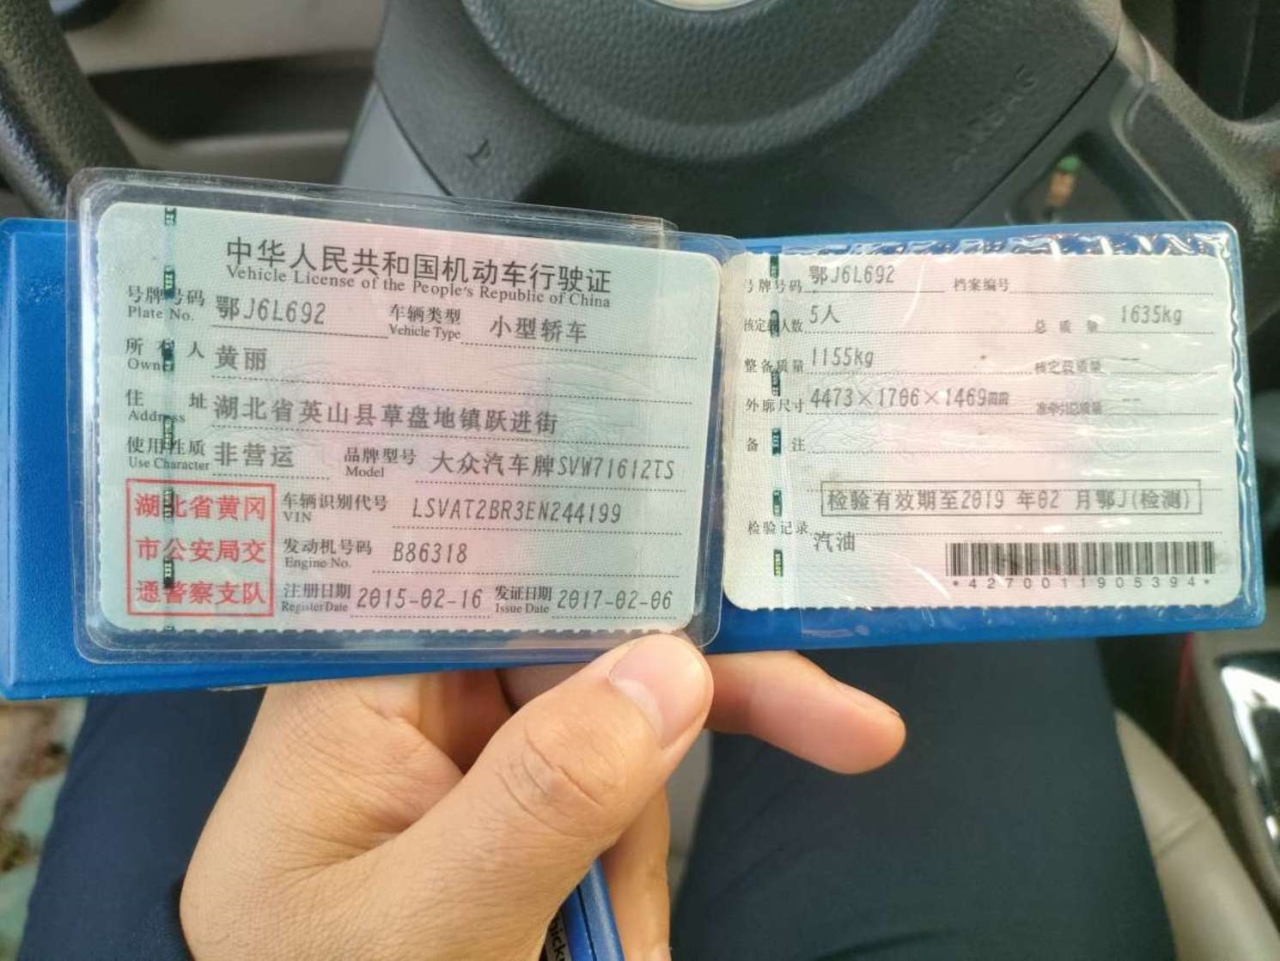 中华人民共和国机动车行驶证
Vehicle License of the People's Republic of China
号牌号码 鄂J6L692 车辆类型 小型轿车
Plate No. Vehicle Type
所有人 黄丽
Owner
住址 湖北省英山县草盘地镇跃进街
Address
使用性质 非营运 品牌型号 大众汽车牌SVW71612TS
Use Character Model
湖北省黄冈
市公安局交
通警察支队
车辆识别代号 LSVAT2BR3EN244199
VIN
发动机号码 B86318
Engine No.
注册日期 2015-02-16 发证日期 2017-02-06
Register Date Issue Date
号牌号码 鄂J6L692 档案编号
核定载人数 5人 总质量 1635kg
整备质量 1155kg 核定载质量 --
外廓尺寸 4473×1706×1469mm 准牵引总质量 --
备注
检验有效期至2019年02月鄂J(检测)
检验记录
汽油
*4270011905394*
AIRBAG